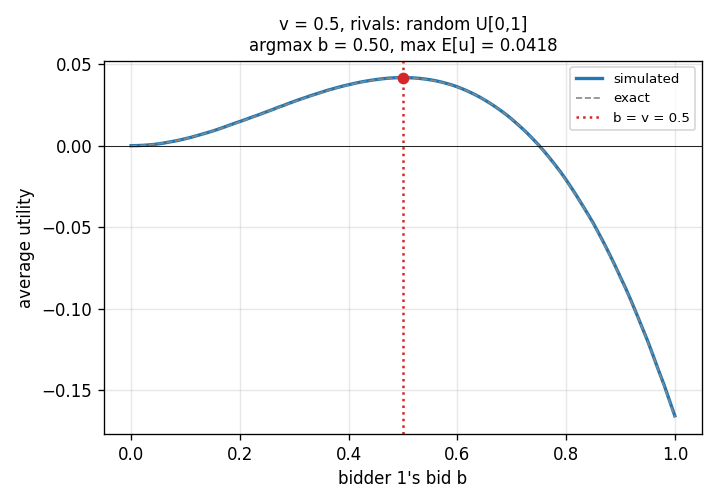 v = 0.5, rivals: random U[0,1]
argmax b = 0.50, max E[u] = 0.0418
0.05
0.00
−0.05
−0.10
−0.15
average utility
simulated
exact
b = v = 0.5
0.0 0.2 0.4 0.6 0.8 1.0
bidder 1's bid b